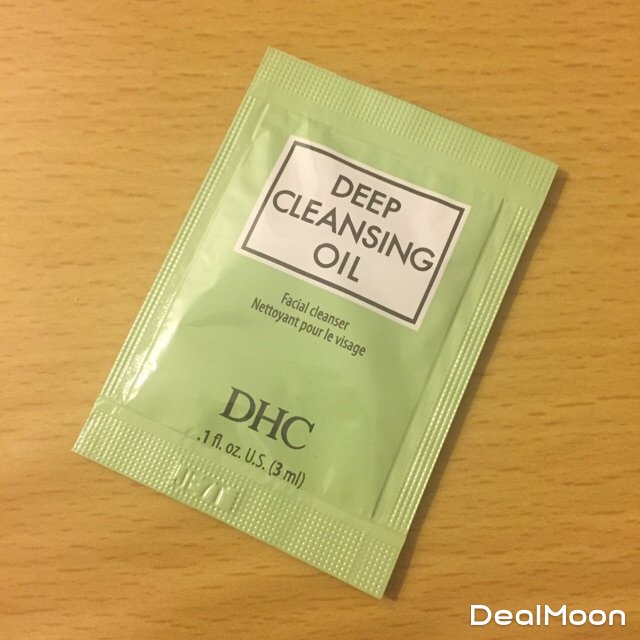 DEEP
CLEANSING
OIL
Facial cleanser
Nettoyant pour le visage
DHC
.1 fl. oz. U.S. (3 ml)
DealMoon